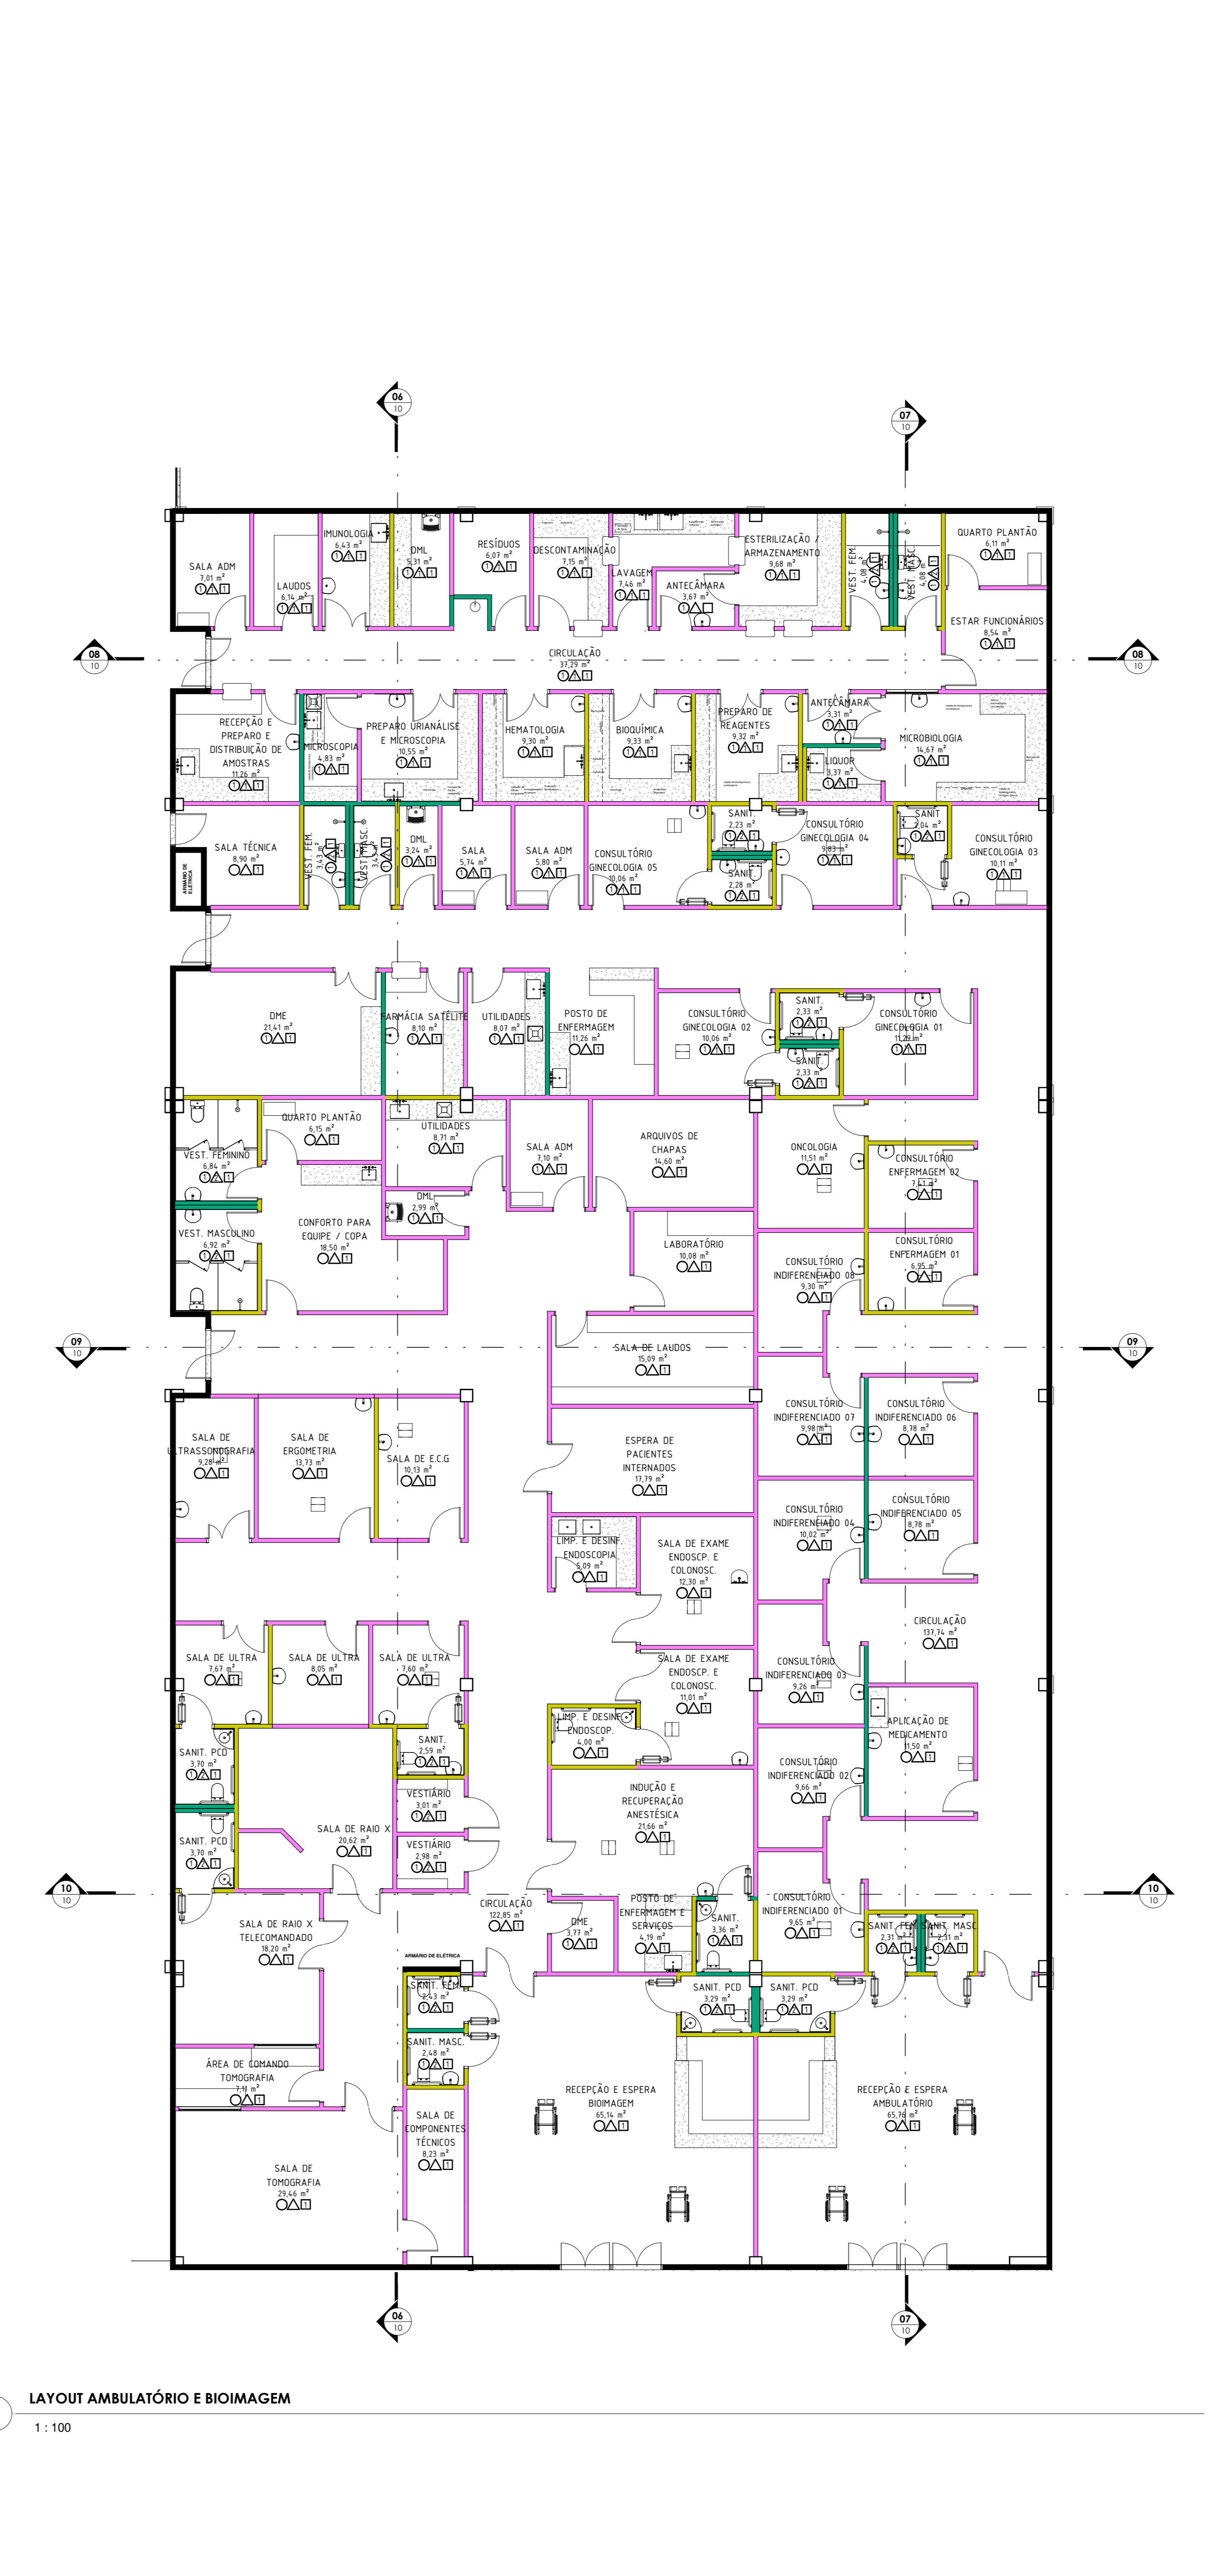 06
10
07
10
QUARTO PLANTÃO
6,11 m²
IMUNOLOGIA
6,43 m²
DML
5,31 m²
RESÍDUOS
6,07 m²
DESCONTAMINAÇÃO
7,15 m²
ESTERILIZAÇÃO /
ARMAZENAMENTO
9,68 m²
VEST. FEM.
4,08 m²
VEST. MASC.
4,08 m²
SALA ADM
7,01 m²
LAUDOS
6,14 m²
LAVAGEM
7,46 m²
ANTECÂMARA
3,67 m²
ESTAR FUNCIONÁRIOS
8,54 m²
08
10
CIRCULAÇÃO
37,29 m²
08
10
RECEPÇÃO E
PREPARO E
DISTRIBUIÇÃO DE
AMOSTRAS
11,26 m²
MICROSCOPIA
4,83 m²
PREPARO URIANÁLISE
E MICROSCOPIA
10,55 m²
HEMATOLOGIA
9,30 m²
BIOQUÍMICA
9,33 m²
PREPARO DE
REAGENTES
9,32 m²
ANTECÂMARA
3,31 m²
LIQUOR
3,37 m²
MICROBIOLOGIA
14,67 m²
SALA TÉCNICA
8,90 m²
ARMÁRIO DE
ELÉTRICA
VEST. FEM.
VEST. MASC.
DML
3,24 m²
SALA
5,74 m²
SALA ADM
5,80 m²
CONSULTÓRIO
GINECOLOGIA 05
10,06 m²
SANIT.
2,23 m²
SANIT.
2,28 m²
CONSULTÓRIO
GINECOLOGIA 04
9,83 m²
SANIT
2,04 m²
CONSULTÓRIO
GINECOLOGIA 03
10,11 m²
DME
21,41 m²
FARMÁCIA SATÉLITE
8,10 m²
UTILIDADES
8,07 m²
POSTO DE
ENFERMAGEM
11,26 m²
CONSULTÓRIO
GINECOLOGIA 02
10,06 m²
SANIT.
2,33 m²
SANIT.
2,33 m²
CONSULTÓRIO
GINECOLOGIA 01
VEST. FEMININO
6,84 m²
QUARTO PLANTÃO
6,15 m²
UTILIDADES
8,71 m²
SALA ADM
7,10 m²
ARQUIVOS DE
CHAPAS
14,60 m²
ONCOLOGIA
11,51 m²
CONSULTÓRIO
ENFERMAGEM 02
7,41 m²
VEST. MASCULINO
6,92 m²
CONFORTO PARA
EQUIPE / COPA
18,50 m²
DML
2,99 m²
LABORATÓRIO
10,08 m²
CONSULTÓRIO
INDIFERENCIADO 08
9,30 m²
CONSULTÓRIO
ENFERMAGEM 01
6,95 m²
09
10
SALA DE LAUDOS
15,09 m²
09
10
SALA DE
ULTRASSONOGRAFIA
9,28 m²
SALA DE
ERGOMETRIA
13,73 m²
SALA DE E.C.G
10,13 m²
ESPERA DE
PACIENTES
INTERNADOS
17,79 m²
CONSULTÓRIO
INDIFERENCIADO 07
9,98 m²
CONSULTÓRIO
INDIFERENCIADO 06
8,78 m²
LIMP. E DESINF.
ENDOSCOPIA
5,09 m²
SALA DE EXAME
ENDOSCP. E
COLONOSC.
12,30 m²
CONSULTÓRIO
INDIFERENCIADO 04
10,02 m²
CONSULTÓRIO
INDIFERENCIADO 05
8,78 m²
CIRCULAÇÃO
137,74 m²
SALA DE ULTRA
7,67 m²
SALA DE ULTRA
8,05 m²
SALA DE ULTRA
7,60 m²
SALA DE EXAME
ENDOSCP. E
COLONOSC.
11,01 m²
CONSULTÓRIO
INDIFERENCIADO 03
9,26 m²
LIMP. E DESINF.
ENDOSCOP.
4,00 m²
APLICAÇÃO DE
MEDICAMENTO
11,50 m²
SANIT. PCD
3,70 m²
SANIT.
2,59 m²
CONSULTÓRIO
INDIFERENCIADO 02
9,66 m²
VESTIÁRIO
3,01 m²
INDUÇÃO E
RECUPERAÇÃO
ANESTÉSICA
21,66 m²
SANIT. PCD
3,70 m²
SALA DE RAIO X
20,62 m²
VESTIÁRIO
2,98 m²
10
10
10
10
SALA DE RAIO X
TELECOMANDADO
18,20 m²
CIRCULAÇÃO
122,85 m²
DME
3,77 m²
POSTO DE
ENFERMAGEM E
SERVIÇOS
4,19 m²
SANIT.
3,36 m²
CONSULTÓRIO
INDIFERENCIADO 01
9,65 m²
SANIT. FEM.
2,31 m²
SANIT. MASC.
2,31 m²
ARMÁRIO DE ELÉTRICA
SANIT. FEM.
2,43 m²
SANIT. PCD
3,29 m²
SANIT. PCD
3,29 m²
SANIT. MASC.
2,48 m²
ÁREA DE COMANDO
TOMOGRAFIA
7,11 m²
SALA DE
COMPONENTES
TÉCNICOS
8,23 m²
RECEPÇÃO E ESPERA
BIOIMAGEM
65,14 m²
RECEPÇÃO E ESPERA
AMBULATÓRIO
65,76 m²
SALA DE
TOMOGRAFIA
29,46 m²
06
10
07
10
LAYOUT AMBULATÓRIO E BIOIMAGEM
1 : 100